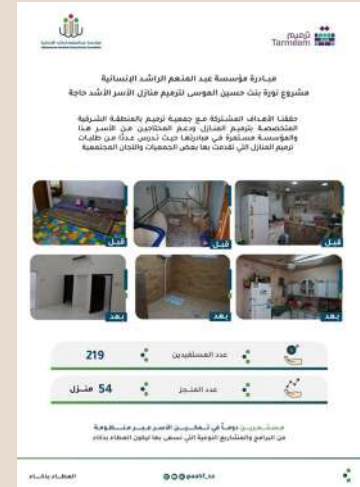 ترميم
Tarmeem
مبادرة مؤسسة عبد المنعم الراشد الإنسانية
مشروع نورة بنت حسين الموسى لترميم منازل الأسر الأشد حاجة
حققنا الأهداف المشتركة مع جمعية ترميم بالمنطقة الشرقية
المتخصصة بترميم المنازل ودعم المحتاجين من الأسر هذا
والمؤسسة مستمرة في مبادرتها حيث تدرس عددًا من طلبات
ترميم المنازل التي تقدمت بها بعض الجمعيات واللجان المجتمعية
قبل
قبل
قبل
بعد
بعد
بعد
عدد المستفيدين
219
عدد المنجز
54 منزل
مستمرين دوماً في تمكين الأسر عبر منظومة
من البرامج والمشاريع النوعية التي نسعى بها ليكون العطاء بذكاء
العطاء بذكاء